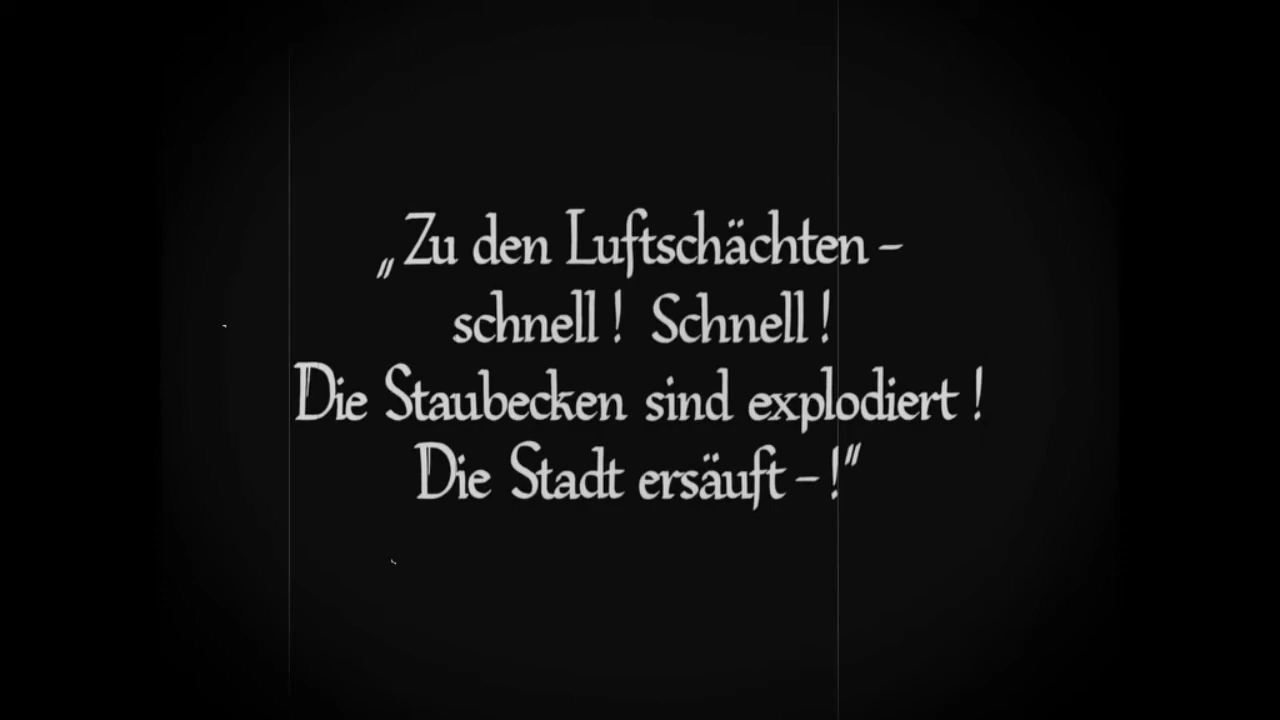 „Zu den Luftschächten –
schnell! Schnell!
Die Staubecken sind explodiert!
Die Stadt ersäuft – !"